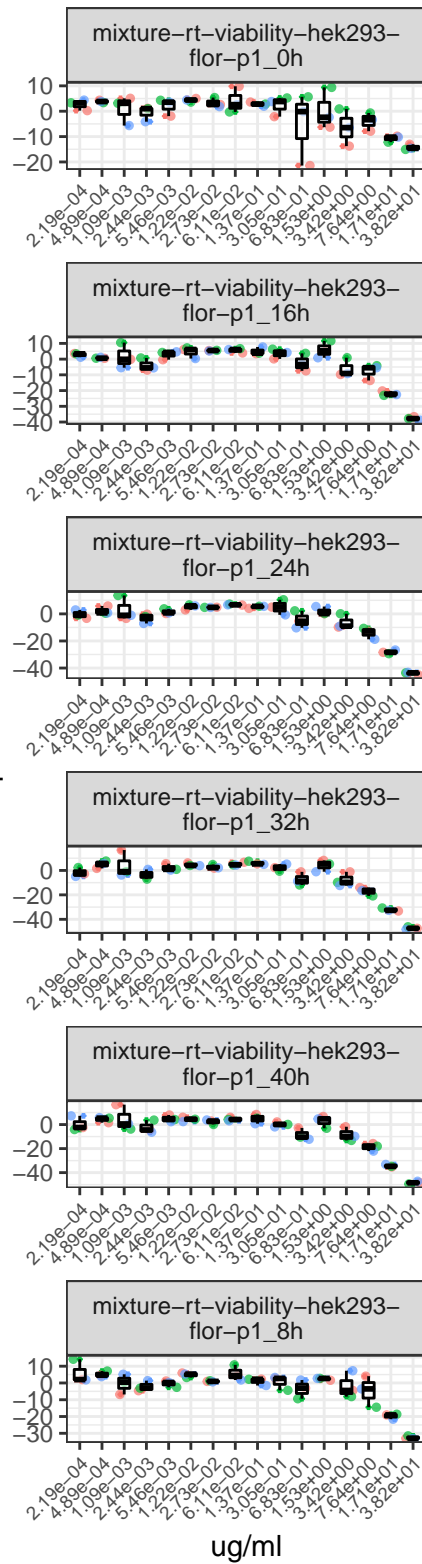 mixture-rt-viability-hek293-
flor-p1_0h
10
0
-10
-20
2.19e-04
4.89e-04
1.09e-03
2.44e-03
5.46e-03
1.22e-02
2.73e-02
6.11e-02
1.37e-01
3.05e-01
6.83e-01
1.53e+00
3.42e+00
7.64e+00
1.71e+01
3.82e+01
mixture-rt-viability-hek293-
flor-p1_16h
10
0
-10
-20
-30
-40
2.19e-04
4.89e-04
1.09e-03
2.44e-03
5.46e-03
1.22e-02
2.73e-02
6.11e-02
1.37e-01
3.05e-01
6.83e-01
1.53e+00
3.42e+00
7.64e+00
1.71e+01
3.82e+01
mixture-rt-viability-hek293-
flor-p1_24h
0
-20
-40
2.19e-04
4.89e-04
1.09e-03
2.44e-03
5.46e-03
1.22e-02
2.73e-02
6.11e-02
1.37e-01
3.05e-01
6.83e-01
1.53e+00
3.42e+00
7.64e+00
1.71e+01
3.82e+01
mixture-rt-viability-hek293-
flor-p1_32h
0
-20
-40
2.19e-04
4.89e-04
1.09e-03
2.44e-03
5.46e-03
1.22e-02
2.73e-02
6.11e-02
1.37e-01
3.05e-01
6.83e-01
1.53e+00
3.42e+00
7.64e+00
1.71e+01
3.82e+01
mixture-rt-viability-hek293-
flor-p1_40h
0
-20
-40
2.19e-04
4.89e-04
1.09e-03
2.44e-03
5.46e-03
1.22e-02
2.73e-02
6.11e-02
1.37e-01
3.05e-01
6.83e-01
1.53e+00
3.42e+00
7.64e+00
1.71e+01
3.82e+01
mixture-rt-viability-hek293-
flor-p1_8h
10
0
-10
-20
-30
2.19e-04
4.89e-04
1.09e-03
2.44e-03
5.46e-03
1.22e-02
2.73e-02
6.11e-02
1.37e-01
3.05e-01
6.83e-01
1.53e+00
3.42e+00
7.64e+00
1.71e+01
3.82e+01
ug/ml